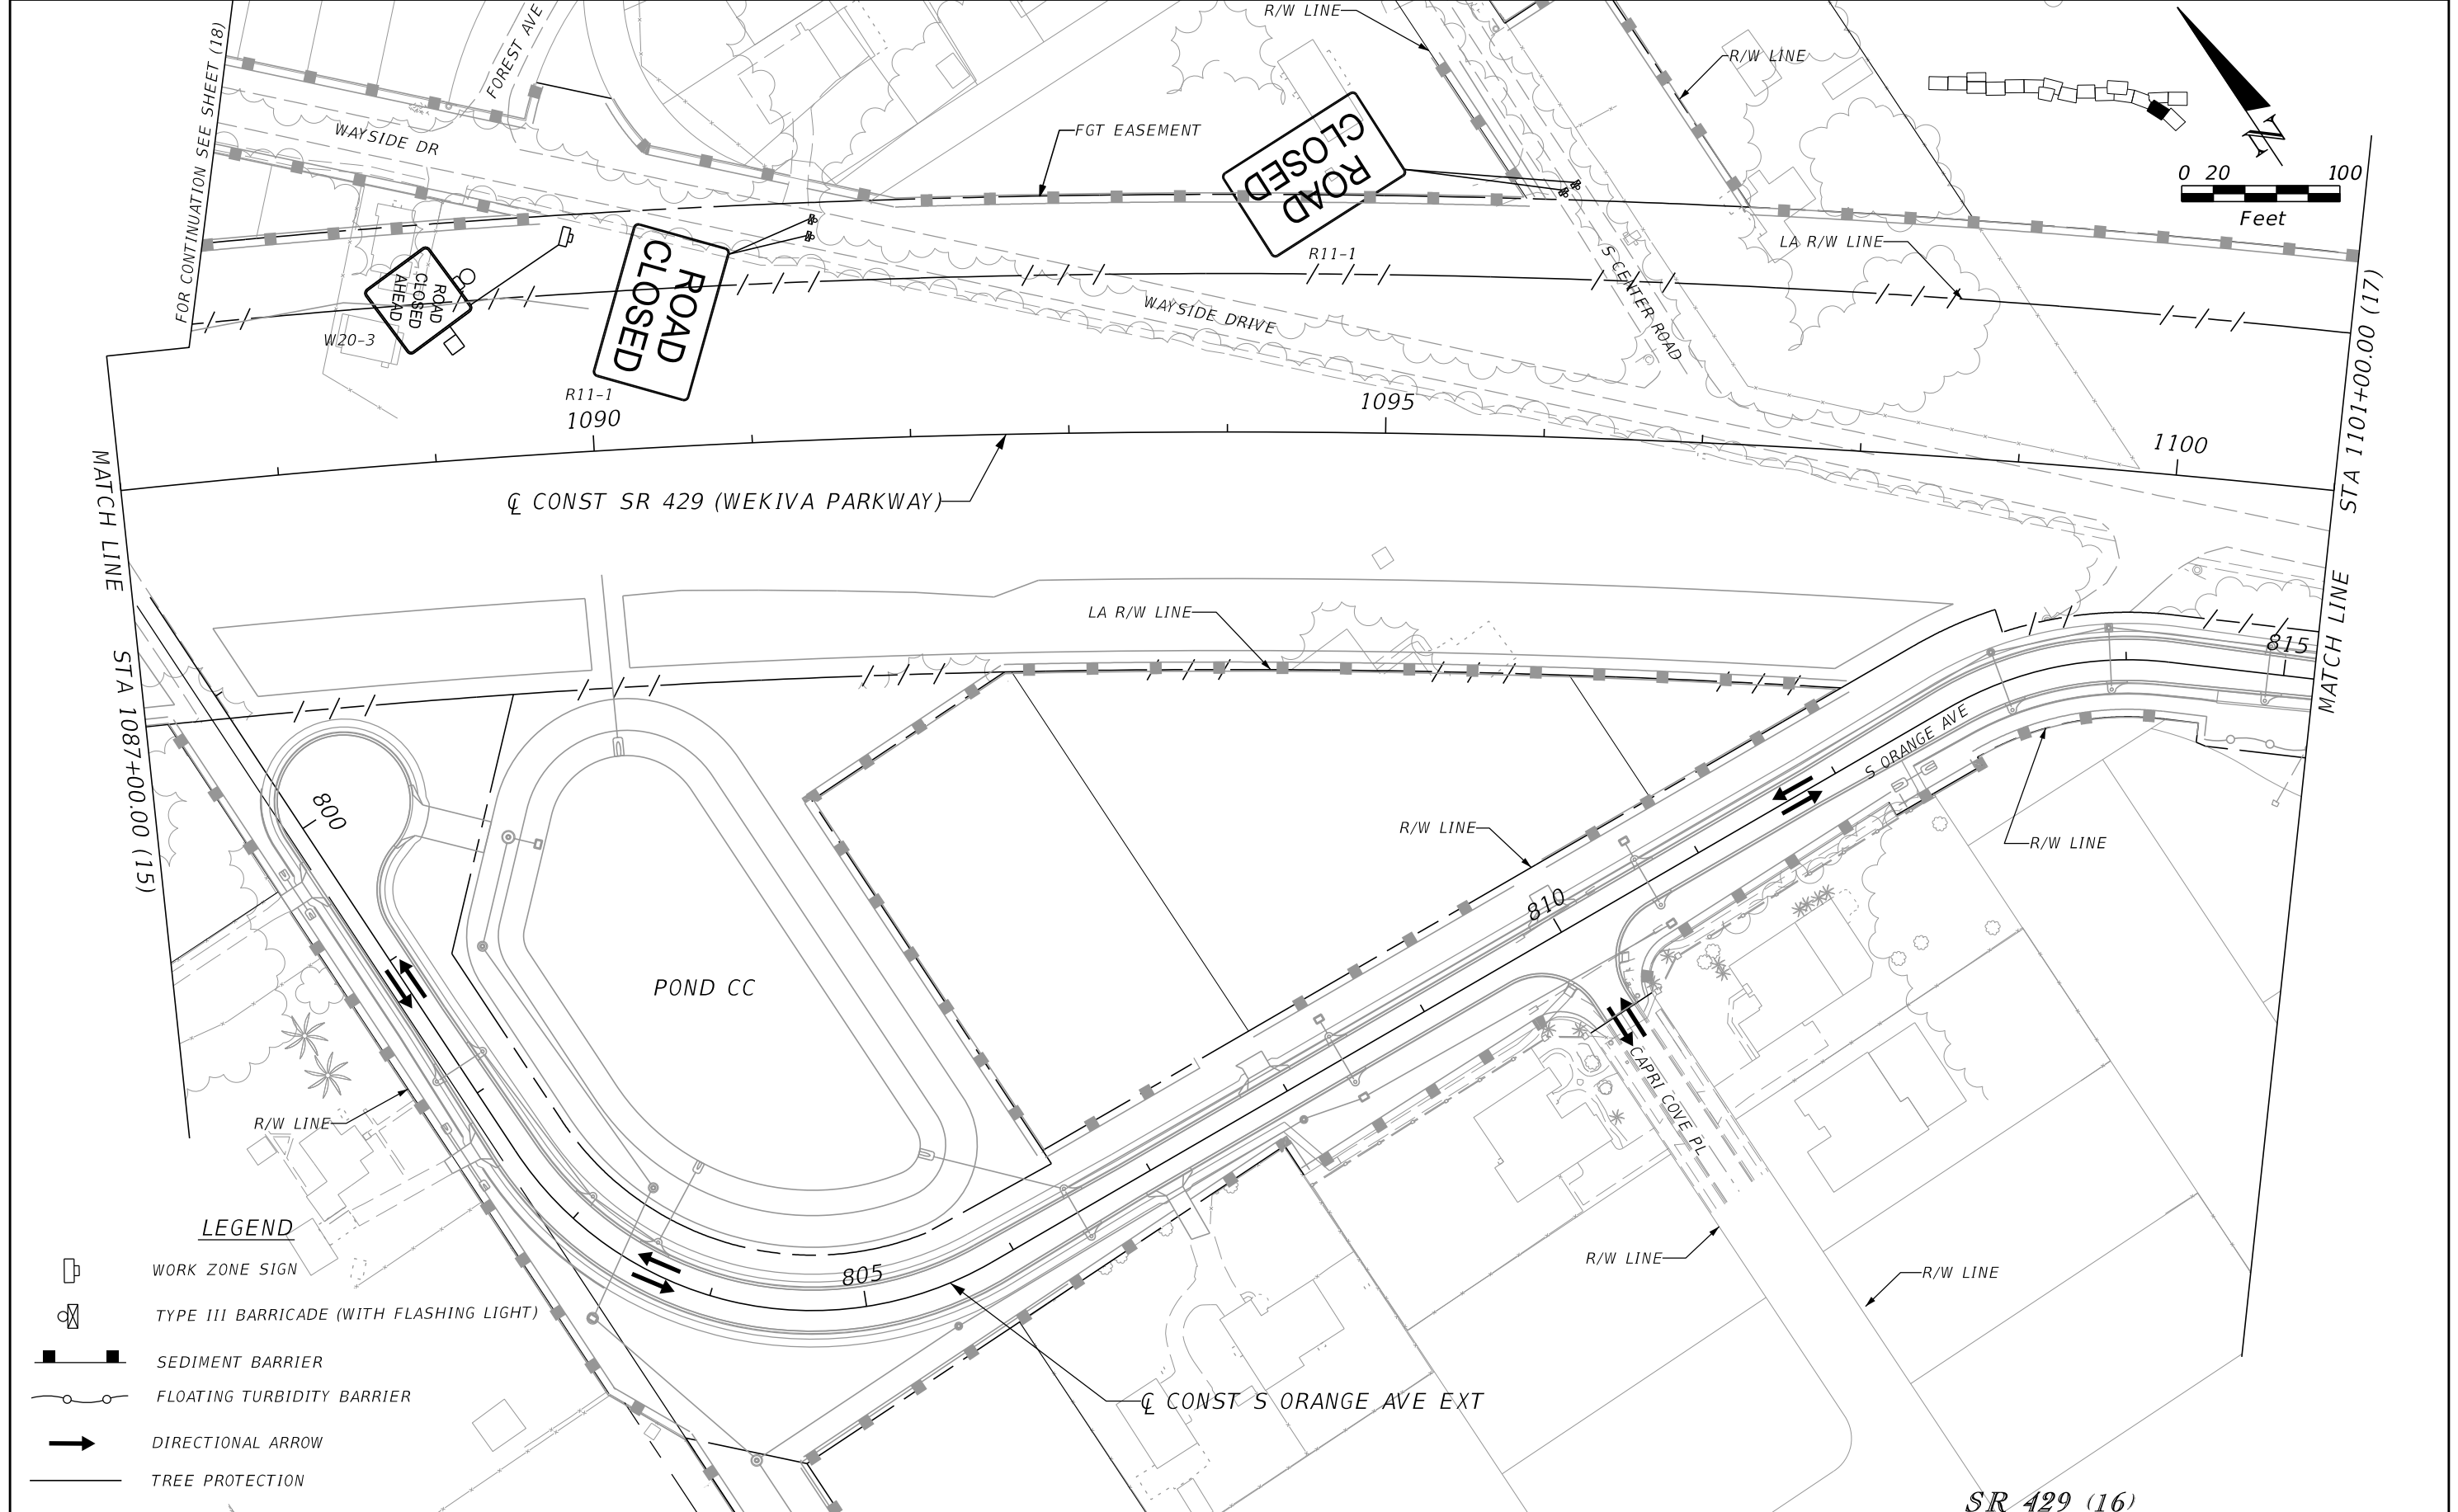 R/W LINE
FOREST AVE
FOR CONTINUATION SEE SHEET (18)
R/W LINE
WAYSIDE DR
FGT EASEMENT
ROAD
CLOSED
N
0 20 100
Feet
R11-1
LA R/W LINE
S CENTER ROAD
ROAD
CLOSED
AHEAD
W20-3
ROAD
CLOSED
R11-1
WAYSIDE DRIVE
1090
1095
1100
MATCH LINE STA 1101+00.00 (17)
MATCH LINE STA 1087+00.00 (15)
℄ CONST SR 429 (WEKIVA PARKWAY)
LA R/W LINE
815
S ORANGE AVE
800
R/W LINE
R/W LINE
810
POND CC
CAPRI COVE PL
R/W LINE
805
R/W LINE
R/W LINE
℄ CONST S ORANGE AVE EXT
LEGEND
WORK ZONE SIGN
TYPE III BARRICADE (WITH FLASHING LIGHT)
SEDIMENT BARRIER
FLOATING TURBIDITY BARRIER
DIRECTIONAL ARROW
TREE PROTECTION
SR 429 (16)